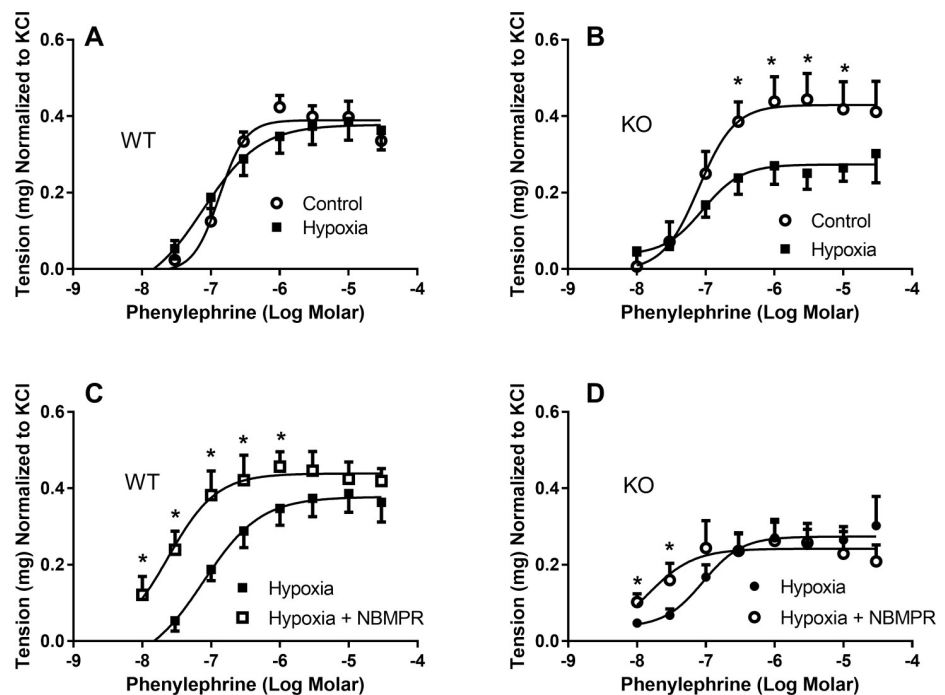 A
Tension (mg) Normalized to KCl
0.6
0.4
0.2
0.0
WT
Control
Hypoxia
-9 -8 -7 -6 -5 -4
Phenylephrine (Log Molar)
B
Tension (mg) Normalized to KCl
0.6
0.4
0.2
0.0
KO
* * * *
Control
Hypoxia
-9 -8 -7 -6 -5 -4
Phenylephrine (Log Molar)
C
Tension (mg) Normalized to KCl
0.6
0.4
0.2
0.0
WT
* * * * *
Hypoxia
Hypoxia + NBMPR
-9 -8 -7 -6 -5 -4
Phenylephrine (Log Molar)
D
Tension (mg) Normalized to KCl
0.6
0.4
0.2
0.0
KO
* *
Hypoxia
Hypoxia + NBMPR
-9 -8 -7 -6 -5 -4
Phenylephrine (Log Molar)